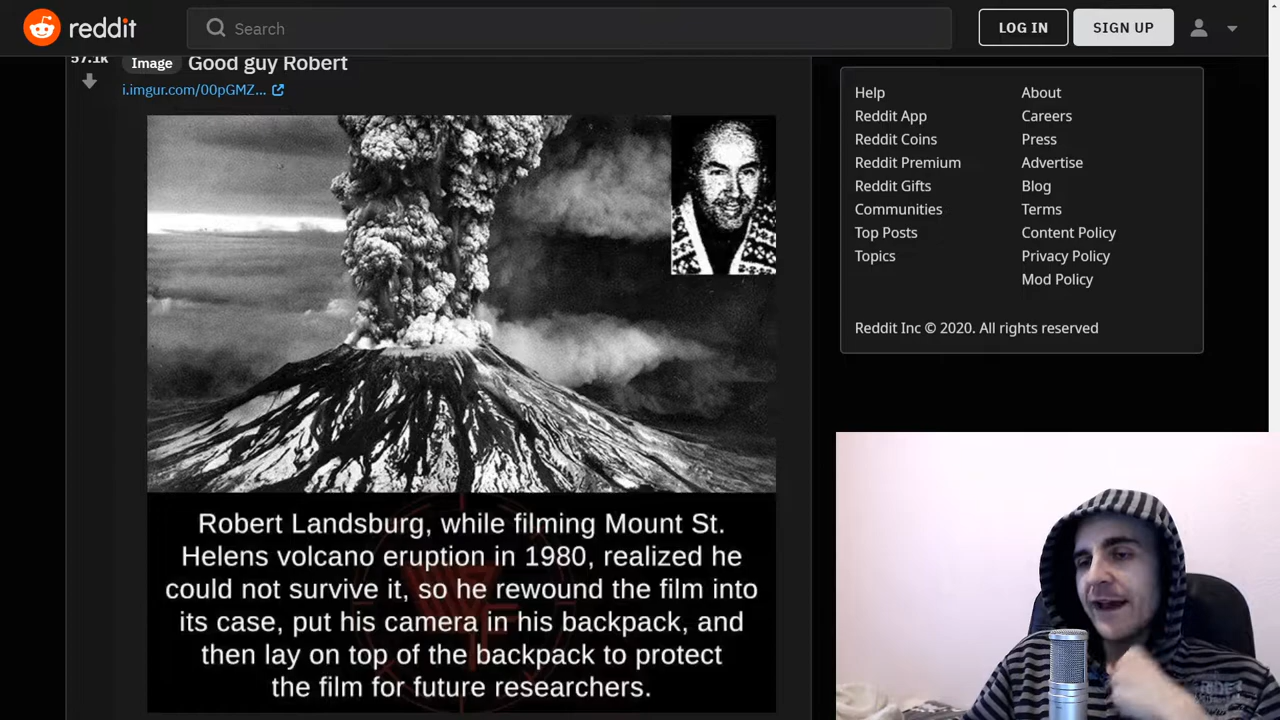 reddit
Search
LOG IN
SIGN UP
57.1k
Image
Good guy Robert
i.imgur.com/00pGMZ...
Robert Landsburg, while filming Mount St.
Helens volcano eruption in 1980, realized he
could not survive it, so he rewound the film into
its case, put his camera in his backpack, and
then lay on top of the backpack to protect
the film for future researchers.
Help
About
Reddit App
Careers
Reddit Coins
Press
Reddit Premium
Advertise
Reddit Gifts
Blog
Communities
Terms
Top Posts
Content Policy
Topics
Privacy Policy
Mod Policy
Reddit Inc © 2020. All rights reserved